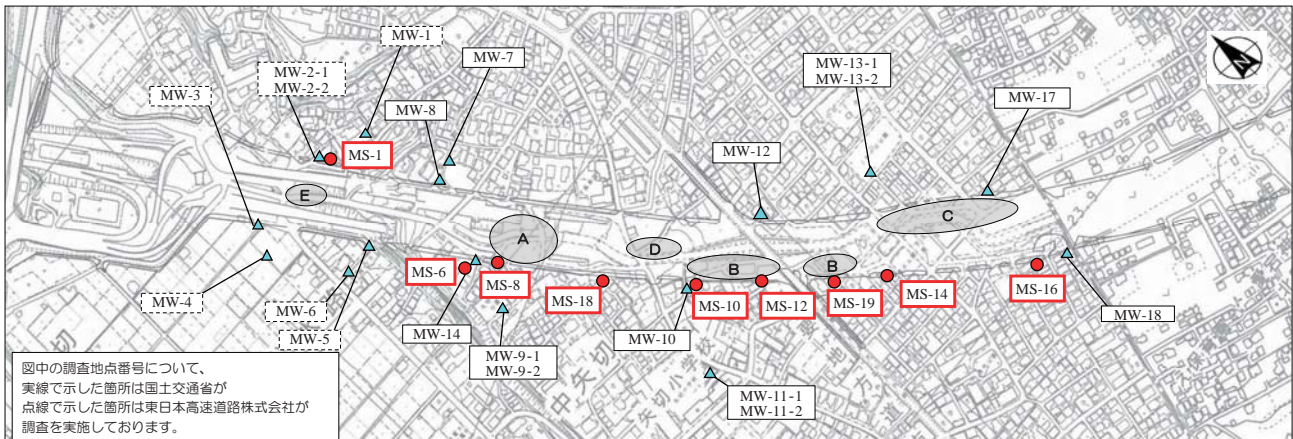 MW-1
MW-7
MW-2-1
MW-2-2
MW-3
MW-8
MS-1
MW-13-1
MW-13-2
MW-17
MW-12
N
E
A
D
B
B
C
MS-6
MS-8
MS-18
MS-10
MS-12
MS-19
MS-14
MS-16
MW-4
MW-6
MW-5
MW-14
MW-9-1
MW-9-2
MW-10
MW-11-1
MW-11-2
MW-18
中矢切
図中の調査地点番号について、
実線で示した箇所は国土交通省が
点線で示した箇所は東日本高速道路株式会社が
調査を実施しております。